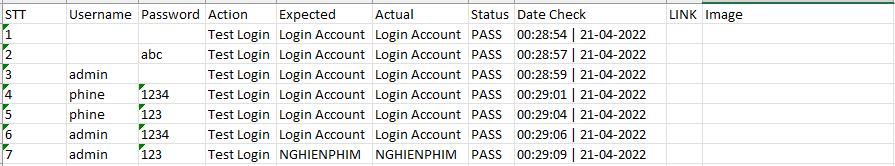 STT Username Password Action Expected Actual Status Date Check LINK Image
1 Test Login Login Account Login Account PASS 00:28:54 | 21-04-2022
2 abc Test Login Login Account Login Account PASS 00:28:57 | 21-04-2022
3 admin Test Login Login Account Login Account PASS 00:28:59 | 21-04-2022
4 phine 1234 Test Login Login Account Login Account PASS 00:29:01 | 21-04-2022
5 phine 123 Test Login Login Account Login Account PASS 00:29:04 | 21-04-2022
6 admin 1234 Test Login Login Account Login Account PASS 00:29:06 | 21-04-2022
7 admin 123 Test Login NGHIENPHIM NGHIENPHIM PASS 00:29:09 | 21-04-2022